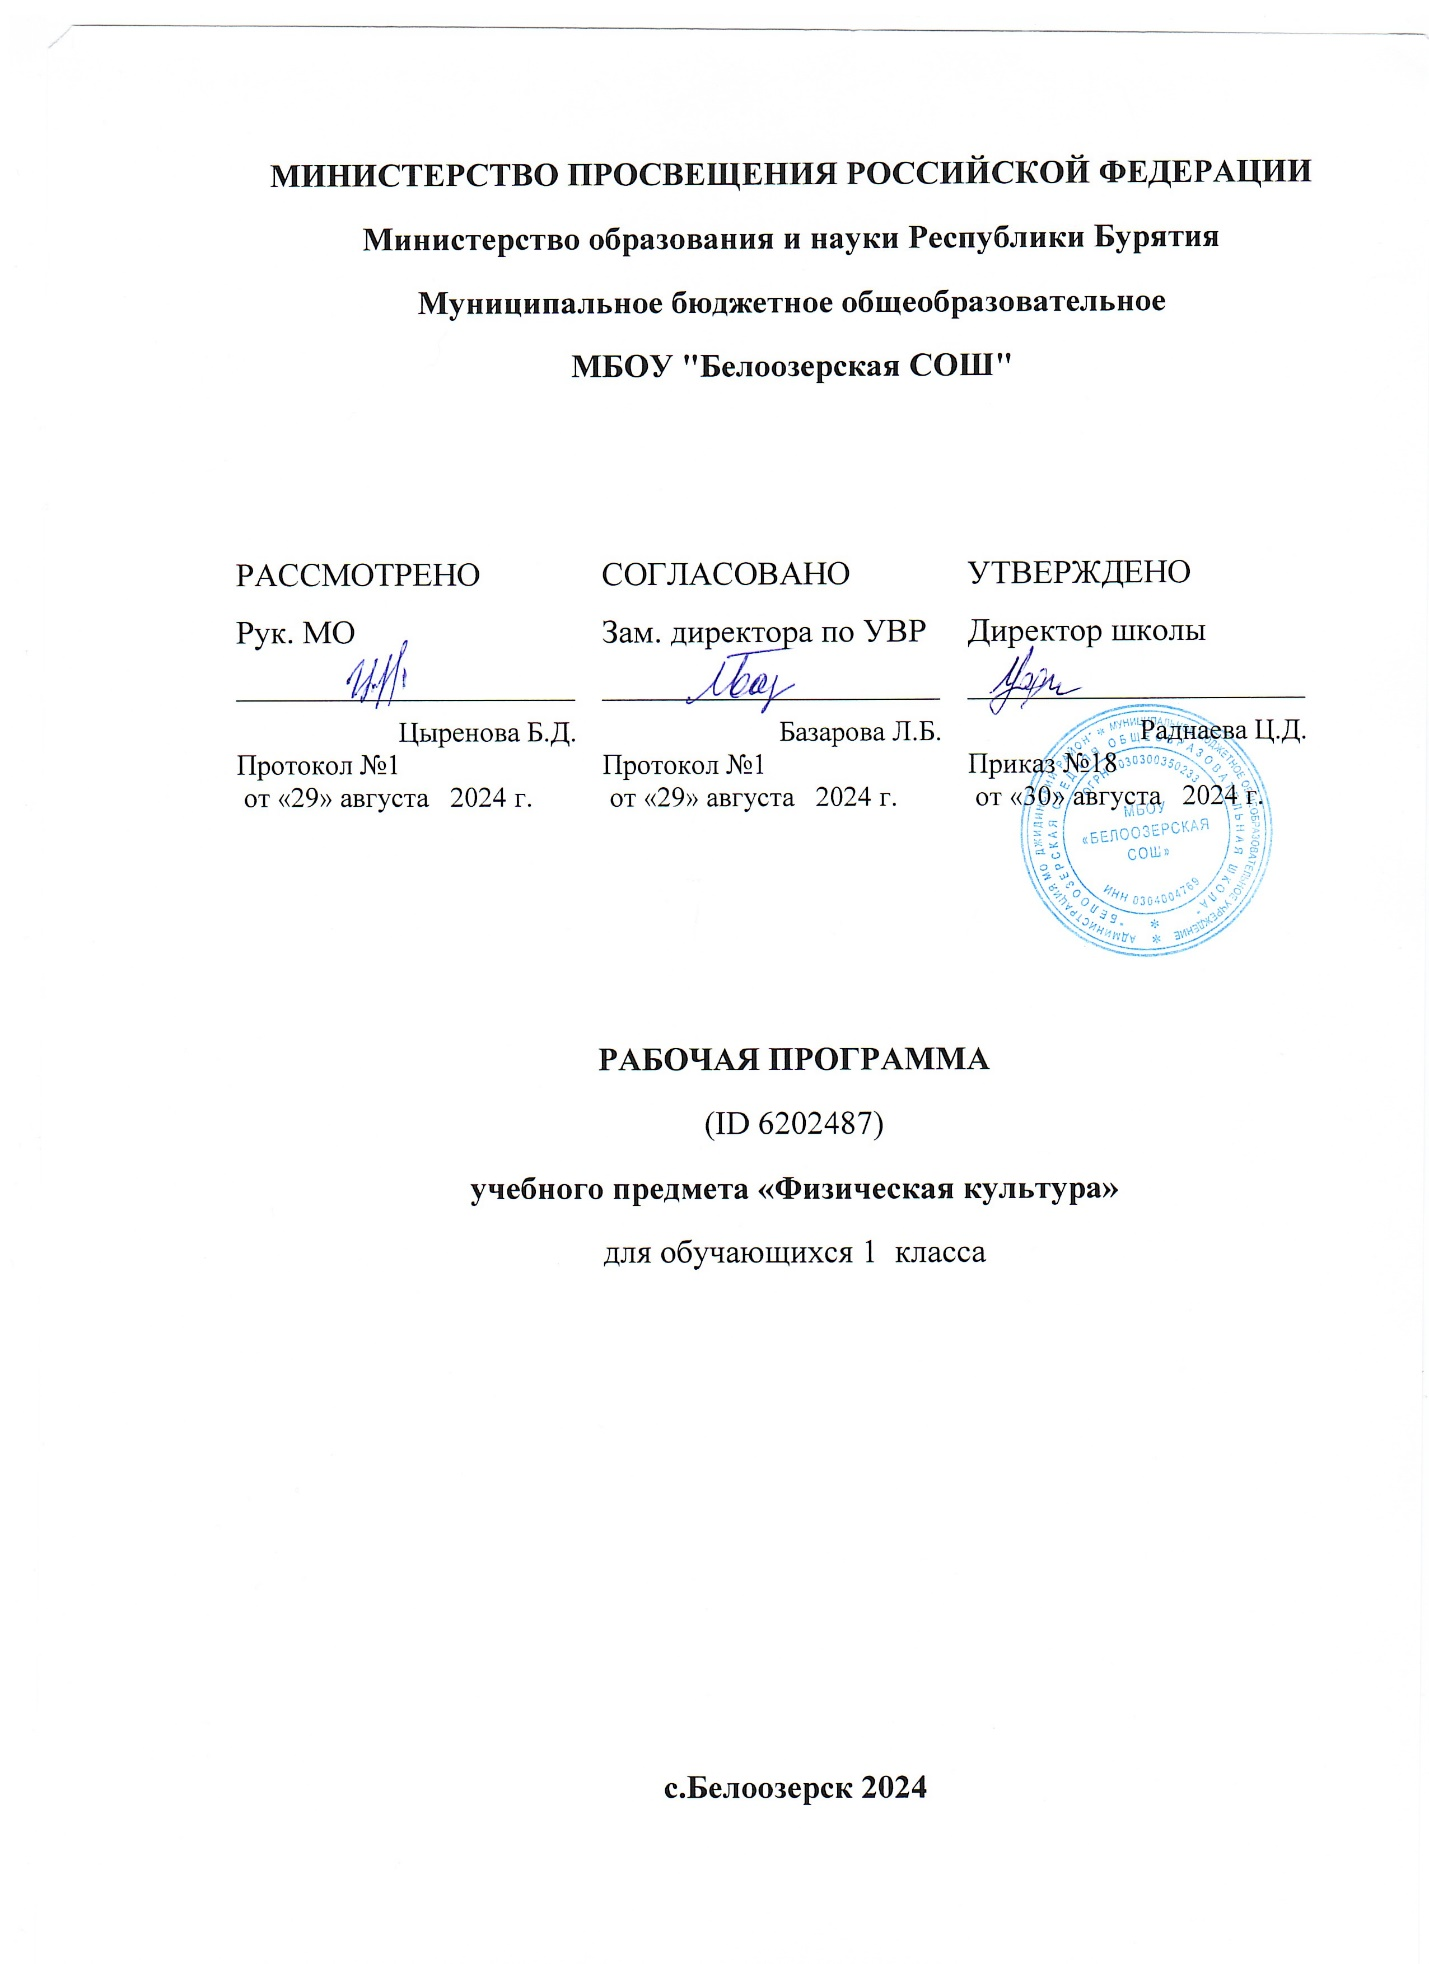 МИНИСТЕРСТВО ПРОСВЕЩЕНИЯ РОССИЙСКОЙ ФЕДЕРАЦИИ
Министерство образования и науки Республики Бурятия
Муниципальное бюджетное общеобразовательное
МБОУ "Белоозерская СОШ"
РАССМОТРЕНО
Рук. МО
Цыренова Б.Д.
Протокол №1
от «29» августа 2024 г.
СОГЛАСОВАНО
Зам. директора по УВР
Базарова Л.Б.
Протокол №1
от «29» августа 2024 г.
УТВЕРЖДЕНО
Директор школы
Раднаева Ц.Д.
Приказ №18
от «30» августа 2024 г.
МБОУ
«БЕЛООЗЕРСКАЯ
СОШ»
ИНН 0304004769
РАБОЧАЯ ПРОГРАММА
(ID 6202487)
учебного предмета «Физическая культура»
для обучающихся 1 класса
с.Белоозерск 2024